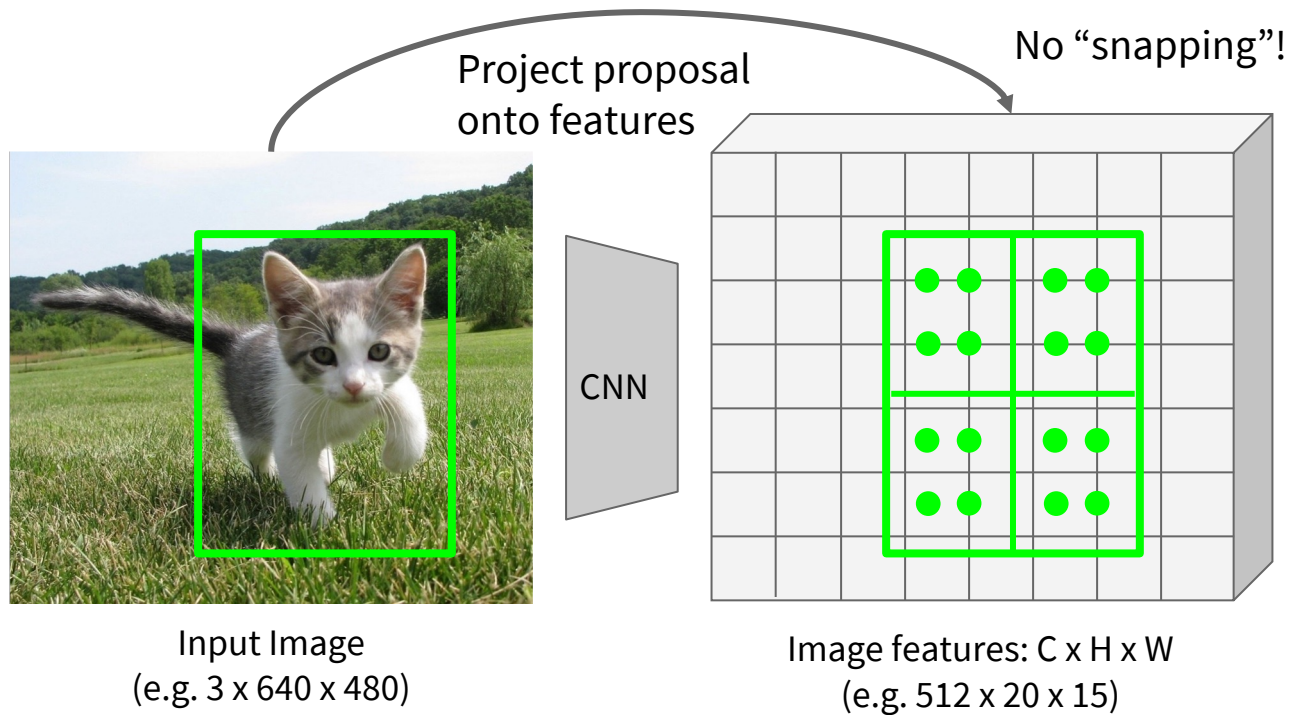 Project proposal
onto features
No “snapping”!
CNN
Input Image
(e.g. 3 x 640 x 480)
Image features: C x H x W
(e.g. 512 x 20 x 15)